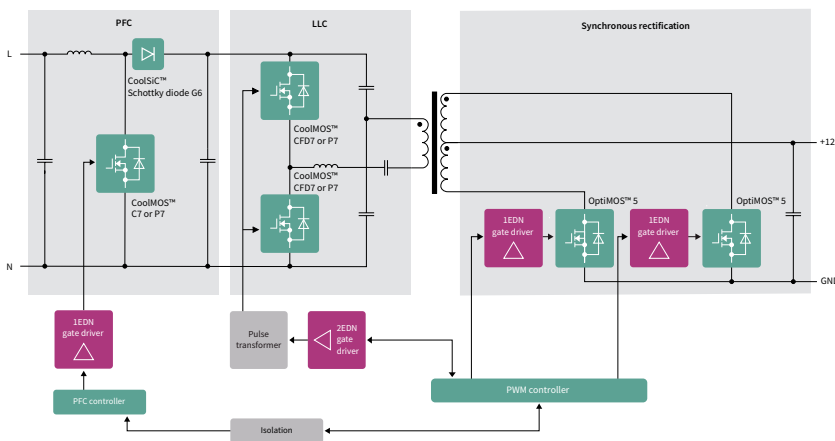 PFC
LLC
Synchronous rectification
L
CoolSiC™
Schottky diode G6
CoolMOS™
CFD7 or P7
CoolMOS™
CFD7 or P7
CoolMOS™
C7 or P7
+12
OptiMOS™ 5
OptiMOS™ 5
1EDN
gate driver
1EDN
gate driver
N
GND
1EDN
gate driver
Pulse
transformer
2EDN
gate
driver
PWM controller
PFC controller
Isolation